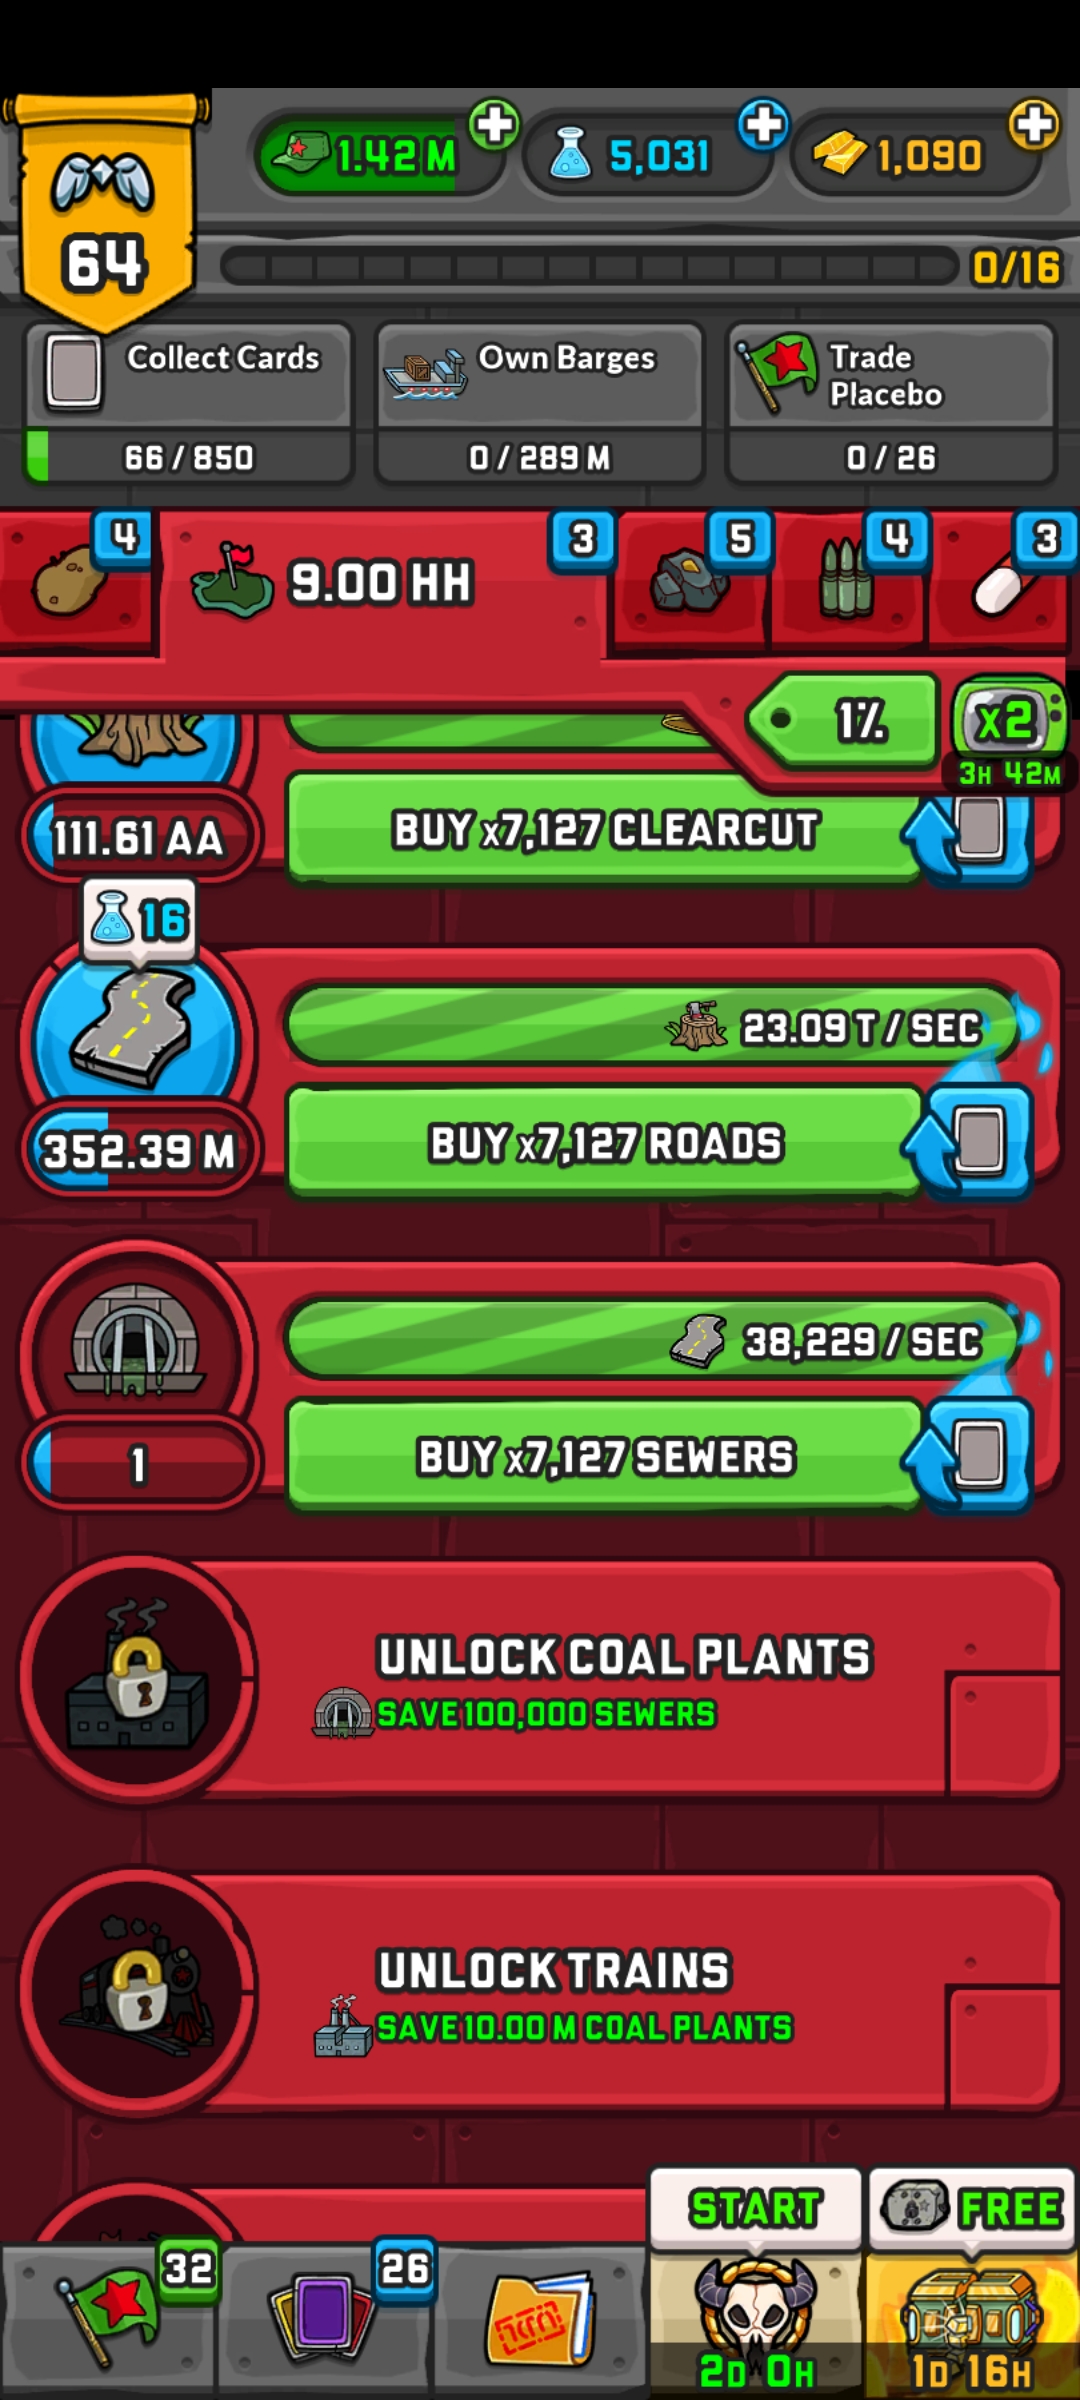 1.42 M
5,031
1,090
64
0/16
Collect Cards
66 / 850
Own Barges
0 / 289 M
Trade
Placebo
0 / 26
4
9.00 HH
3
5
4
3
1%
x2
3H 42M
111.61 AA
BUY x7,127 CLEARCUT
16
23.09 T / SEC
352.39 M
BUY x7,127 ROADS
38,229 / SEC
1
BUY x7,127 SEWERS
UNLOCK COAL PLANTS
SAVE 100,000 SEWERS
UNLOCK TRAINS
SAVE 10.00 M COAL PLANTS
START
FREE
32
26
2D 0H
1D 16H